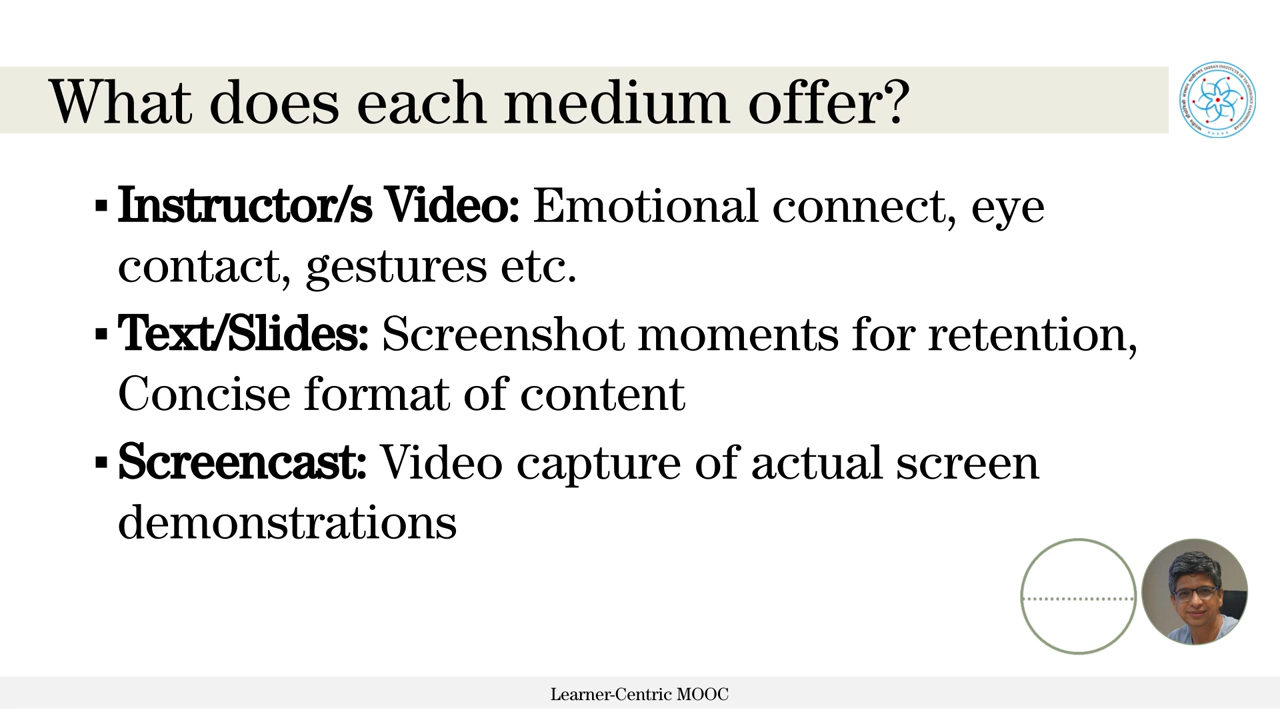 What does each medium offer?
▪ Instructor/s Video: Emotional connect, eye
contact, gestures etc.
▪ Text/Slides: Screenshot moments for retention,
Concise format of content
▪ Screencast: Video capture of actual screen
demonstrations
Learner-Centric MOOC